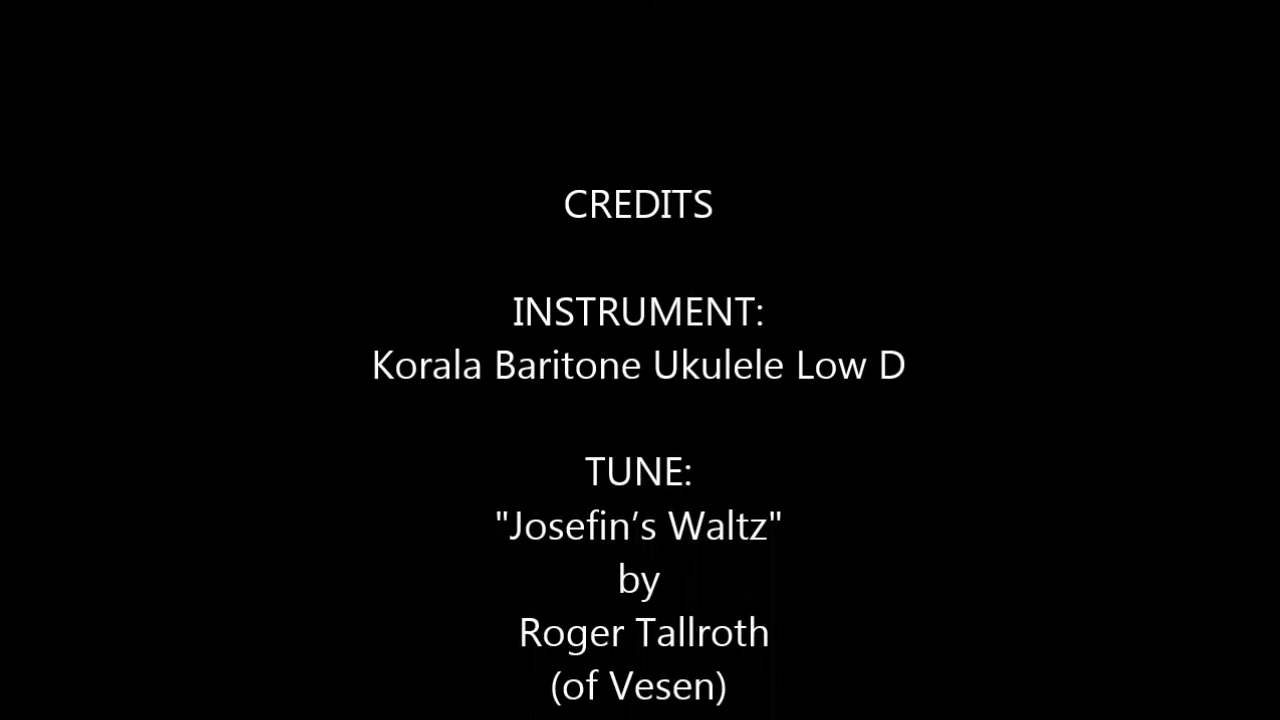 CREDITS
INSTRUMENT:
Korala Baritone Ukulele Low D
TUNE:
"Josefin’s Waltz"
by
Roger Tallroth
(of Vesen)